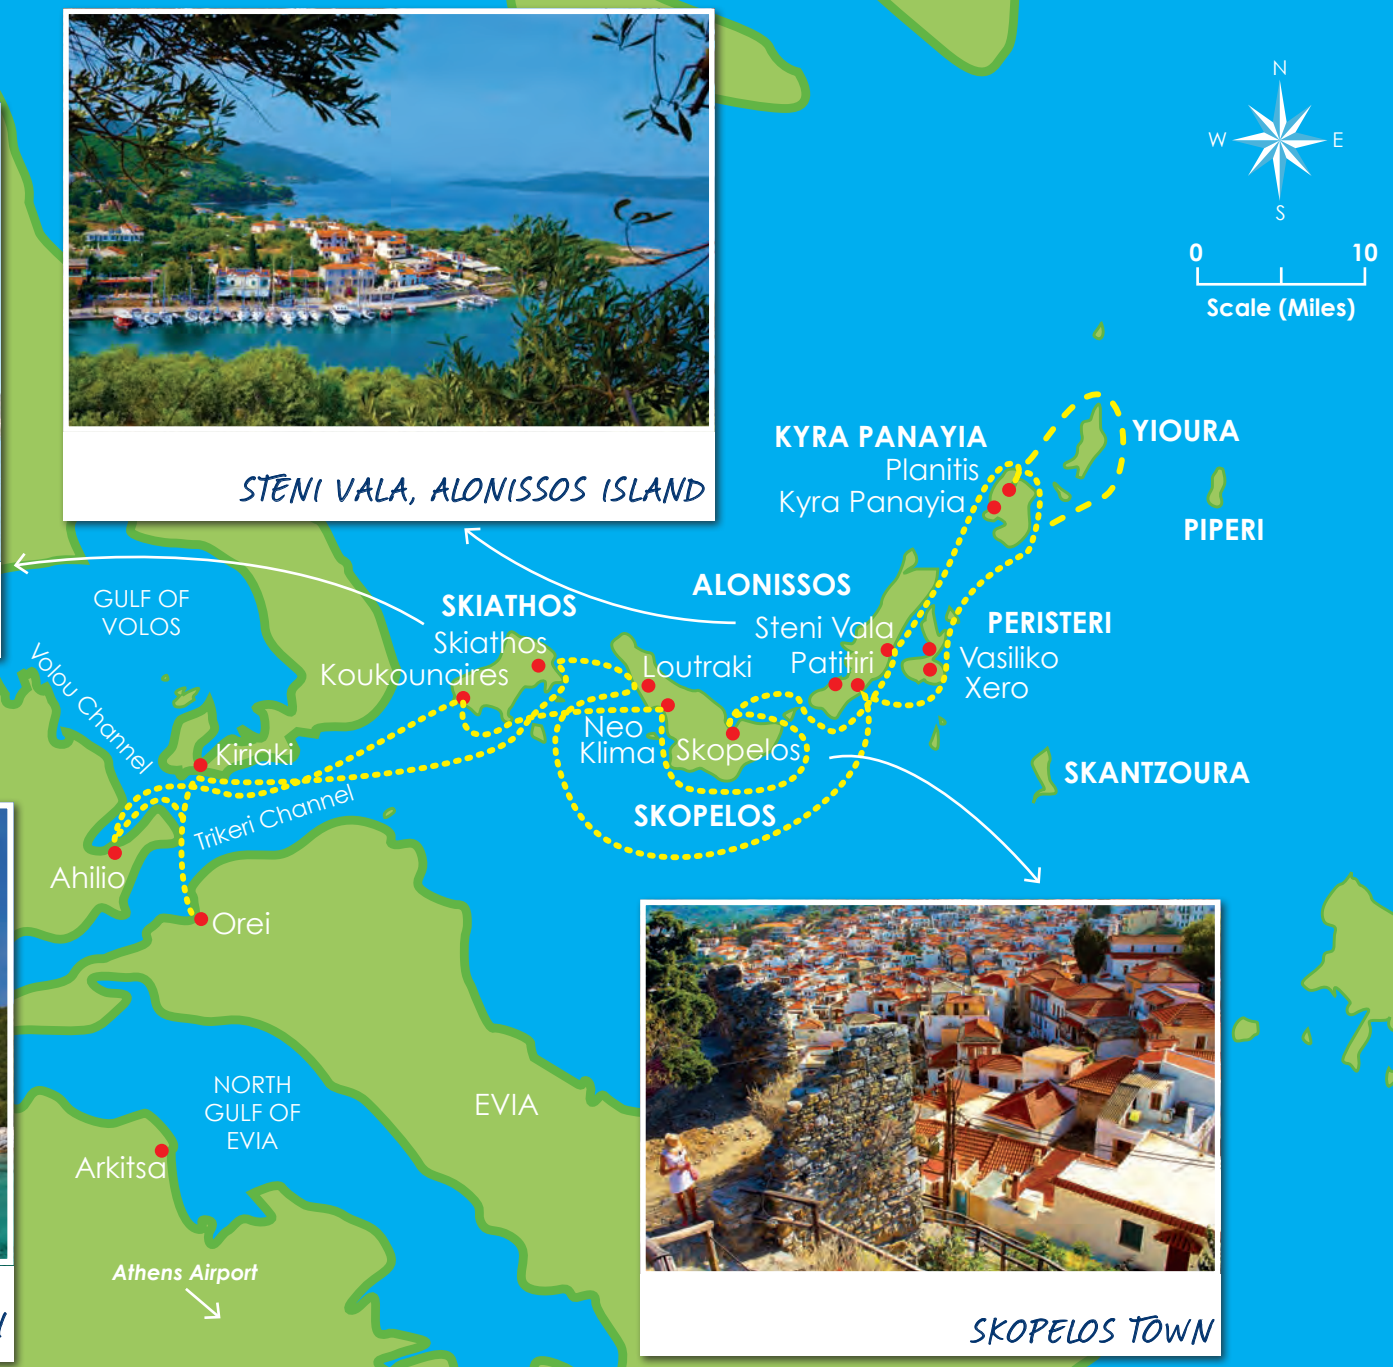 N
W
E
S
0
10
Scale (Miles)
STENI VALA, ALONISSOS ISLAND
KYRA PANAYIA
Planitis
Kyra Panayia
YIOURA
PIPERI
GULF OF
VOLOS
Volou Channel
SKIATHOS
Skiathos
Koukounaires
ALONISSOS
Steni Vala
Patitiri
PERISTERI
Vasiliko
Xero
Loutraki
Neo
Klima
Skopelos
SKOPELOS
SKANTZOURA
Kiriaki
Trikeri Channel
Ahilio
Orei
NORTH
GULF OF
EVIA
EVIA
Arkitsa
Athens Airport
SKOPELOS TOWN